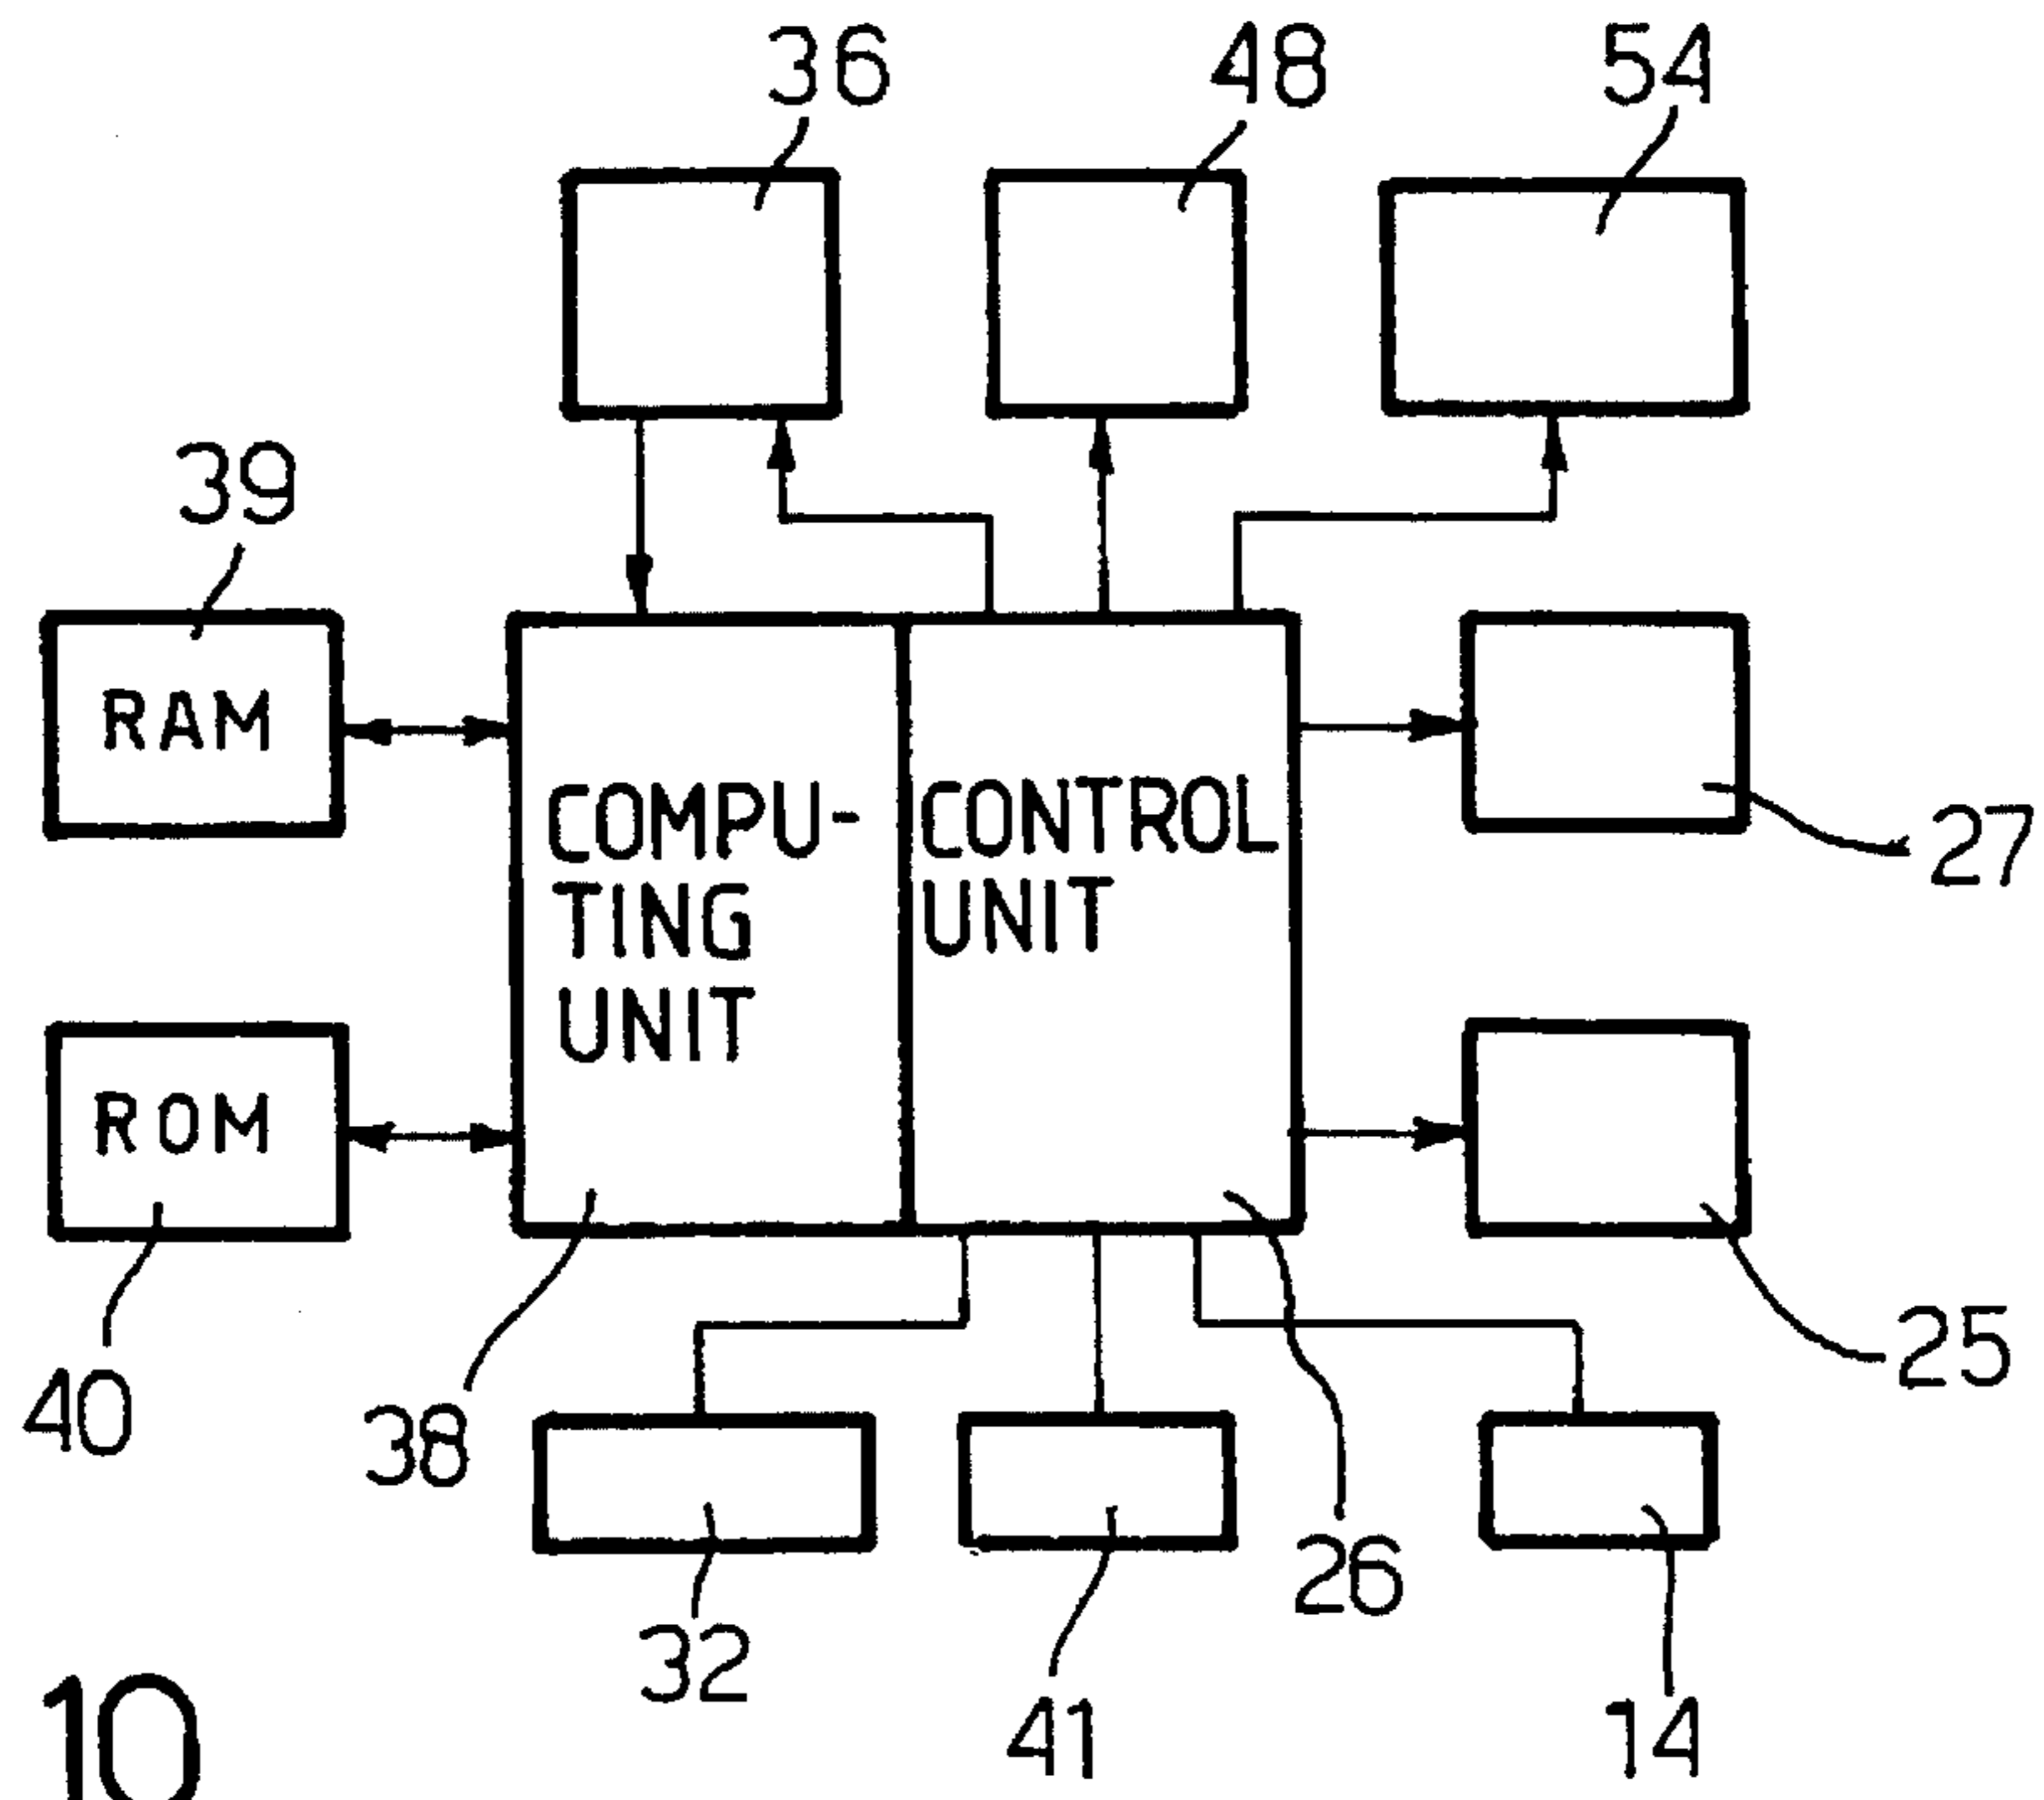 36 48 54
39
RAM
COMPU-
TING
UNIT
CONTROL
UNIT
27
ROM
40
38
25
26
32
41
14
10